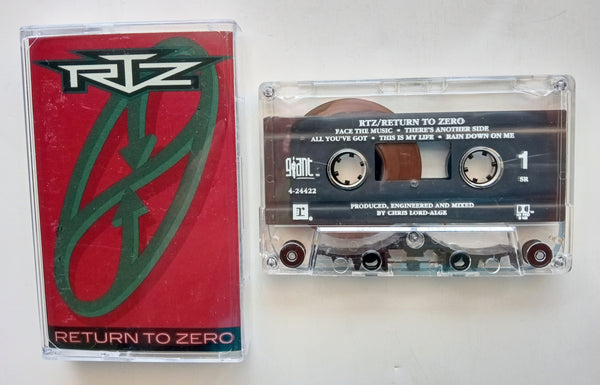 RTZ
RETURN TO ZERO
RTZ/RETURN TO ZERO
FACE THE MUSIC • THERE'S ANOTHER SIDE
ALL YOU'VE GOT • THIS IS MY LIFE • RAIN DOWN ON ME
giant
4-24422
1
SR
PRODUCED, ENGINEERED AND MIXED
BY CHRIS LORD-ALGE
r